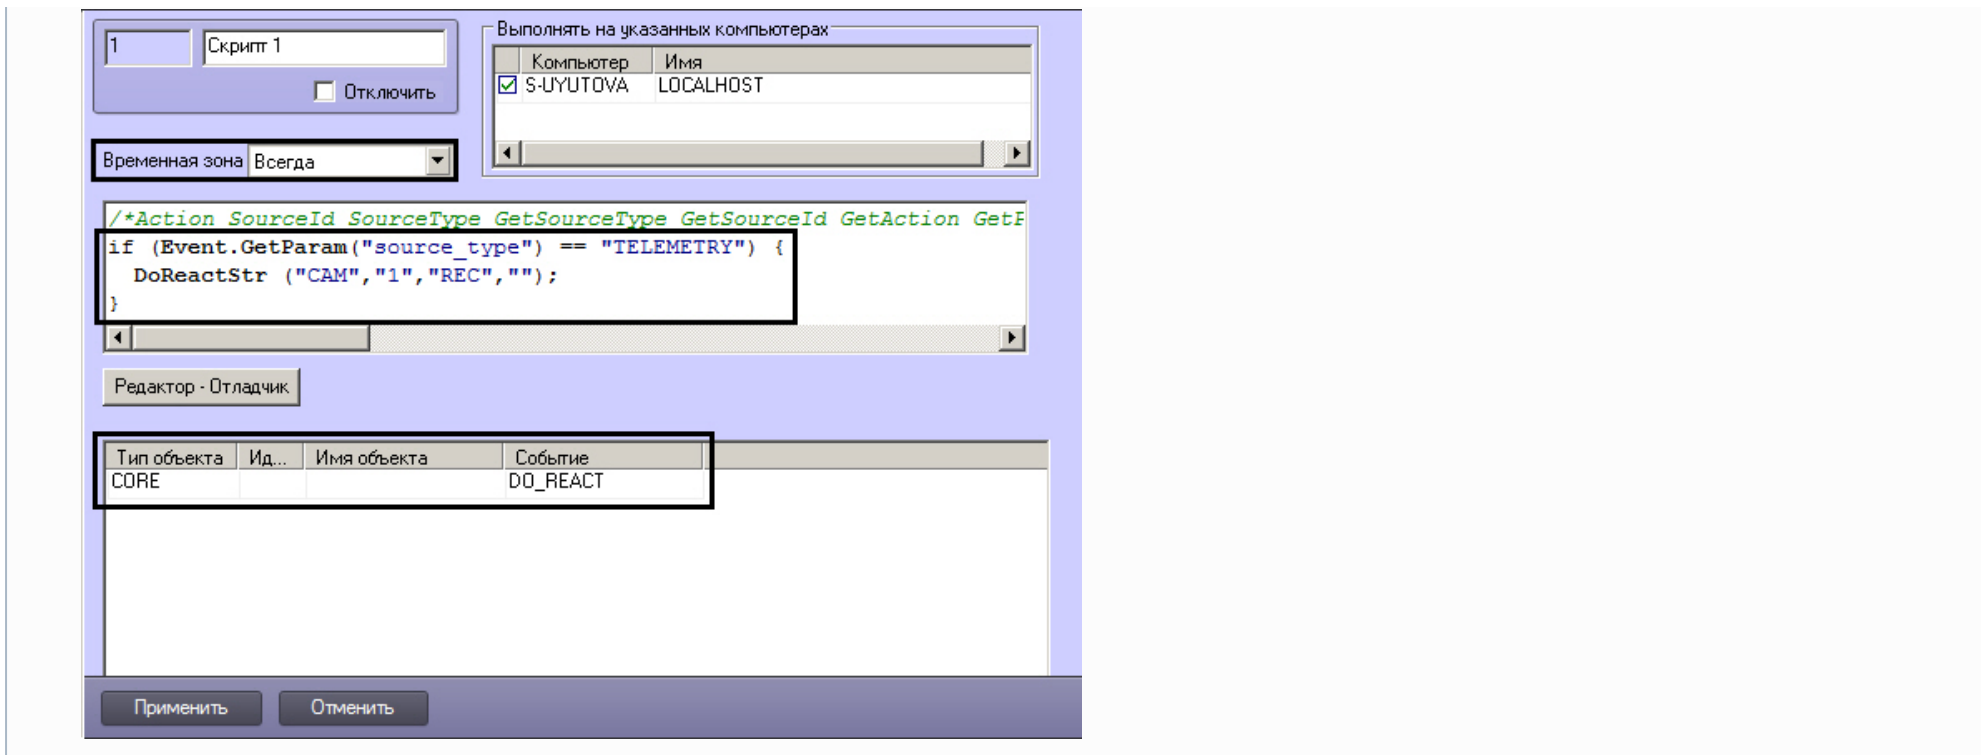 1 Скрипт 1
Отключить
Выполнять на указанных компьютерах
Компьютер Имя
S-UYUTOVA LOCALHOST
Временная зона Всегда
/*Action SourceId SourceType GetSourceType GetSourceId GetAction
if (Event.GetParam("source_type") == "TELEMETRY") {
DoReactStr ("CAM","1","REC","");
}
Редактор - Отладчик
Тип объекта Ид... Имя объекта Событие
CORE DO_REACT
Применить Отменить